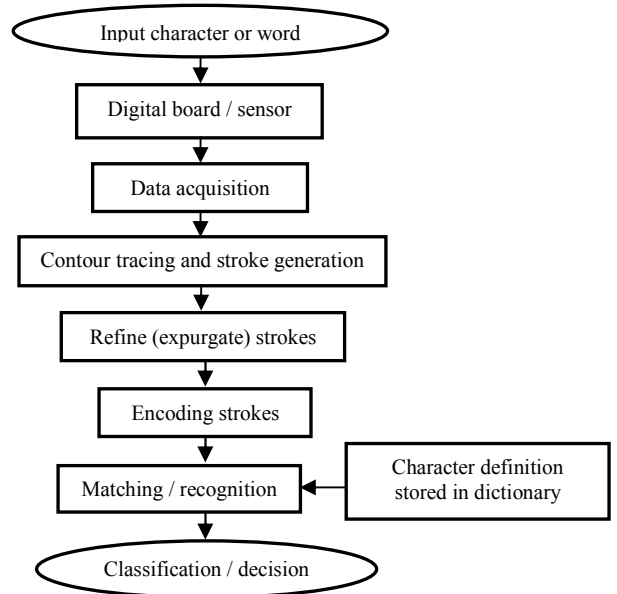 Input character or word
Digital board / sensor
Data acquisition
Contour tracing and stroke generation
Refine (expurgate) strokes
Encoding strokes
Matching / recognition
Character definition
stored in dictionary
Classification / decision